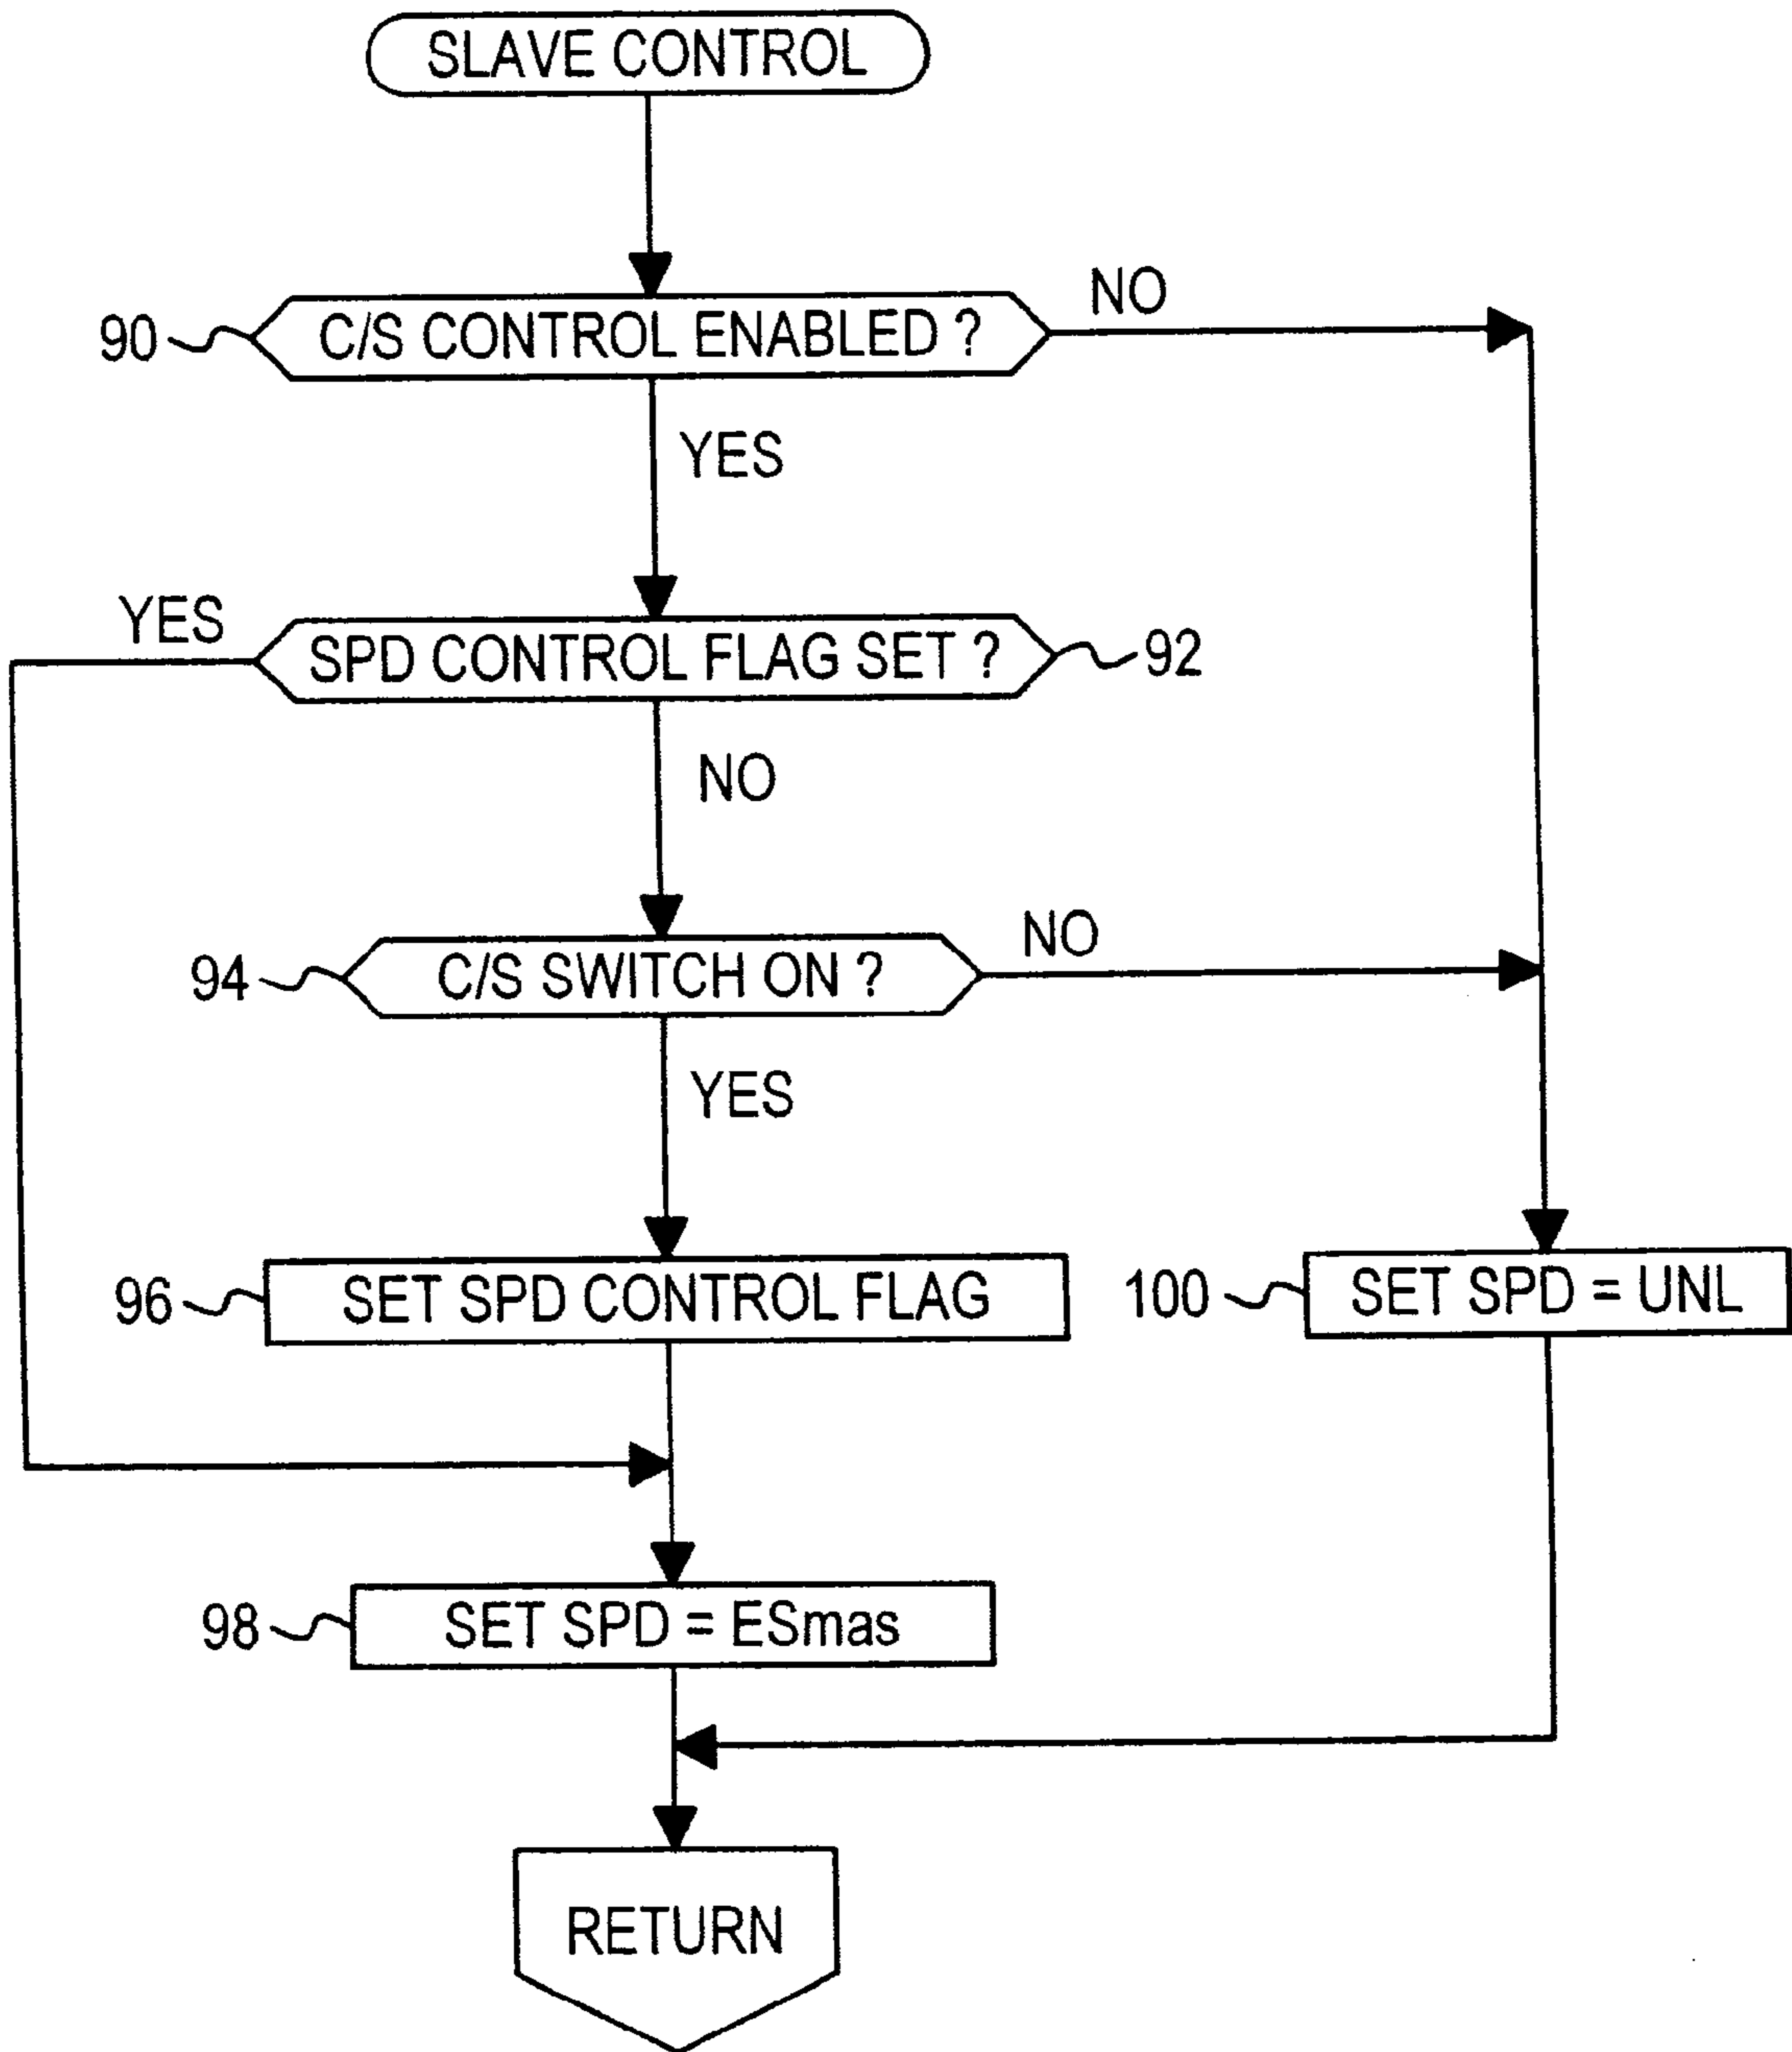 SLAVE CONTROL
90
C/S CONTROL ENABLED ?
NO
YES
YES
SPD CONTROL FLAG SET ?
92
NO
94
C/S SWITCH ON ?
NO
YES
96
SET SPD CONTROL FLAG
100
SET SPD = UNL
98
SET SPD = ESmas
RETURN